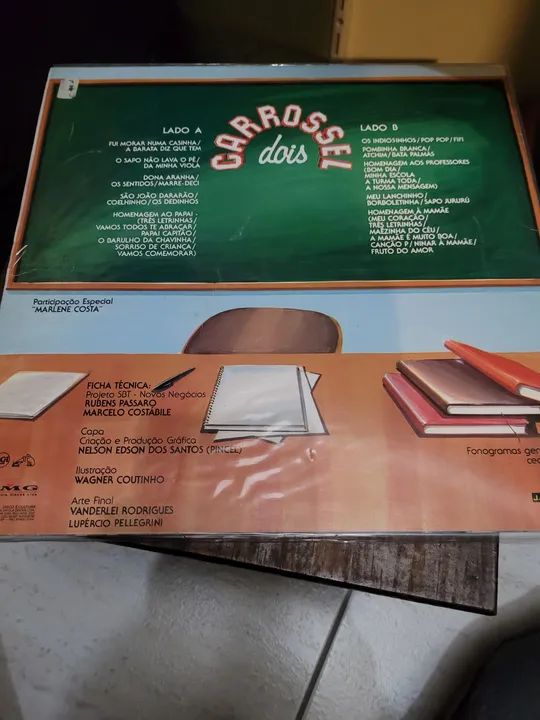 CARROSSEL
dois
LADO A
FUI MORAR NUMA CASINHA/
A BARATA DIZ QUE TEM
O SAPO NÃO LAVA O PÉ/
DA MINHA VIOLA
DONA ARANHA/
OS SENTIDOS/MARRE-DECI
SÃO JOÃO DARARÃO/
COELHINHO/OS DEDINHOS
HOMENAGEM AO PAPAI -
(TRÊS LETRINHAS/
VAMOS TODOS TE ABRAÇAR/
PAPAI CAPITÃO/
O BARULHO DA CHAVINHA/
SORRISO DE CRIANÇA/
VAMOS COMEMORAR)
LADO B
OS INDIOSINHOS/POP POP/FIFI
POMBINHA BRANCA/
ATCHIM/BATA PALMAS
HOMENAGEM AOS PROFESSORES
(BOM DIA/
MINHA ESCOLA
A TURMA TODA/
A NOSSA MENSAGEM)
MEU LANCHINHO/
BORBOLETINHA/SAPO JURURÚ
HOMENAGEM À MAMÃE
(MEU CORAÇÃO/
TRÊS LETRINHAS/
MÃEZINHA DO CÉU/
A MAMÃE É MUITO BOA/
CANÇÃO P/ NINAR A MAMÃE/
FRUTO DO AMOR
Participação Especial
"MARLENE COSTA"
FICHA TÉCNICA:
Projeto SBT - Novos Negócios
RUBENS PASSARO
MARCELO COSTÁBILE
Capa
Criação e Produção Gráfica
NELSON EDSON DOS SANTOS (PINCEL)
Ilustração
WAGNER COUTINHO
Arte Final
VANDERLEI RODRIGUES
LUPÉRCIO PELLEGRINI
Fonogramas gen
ced
MG